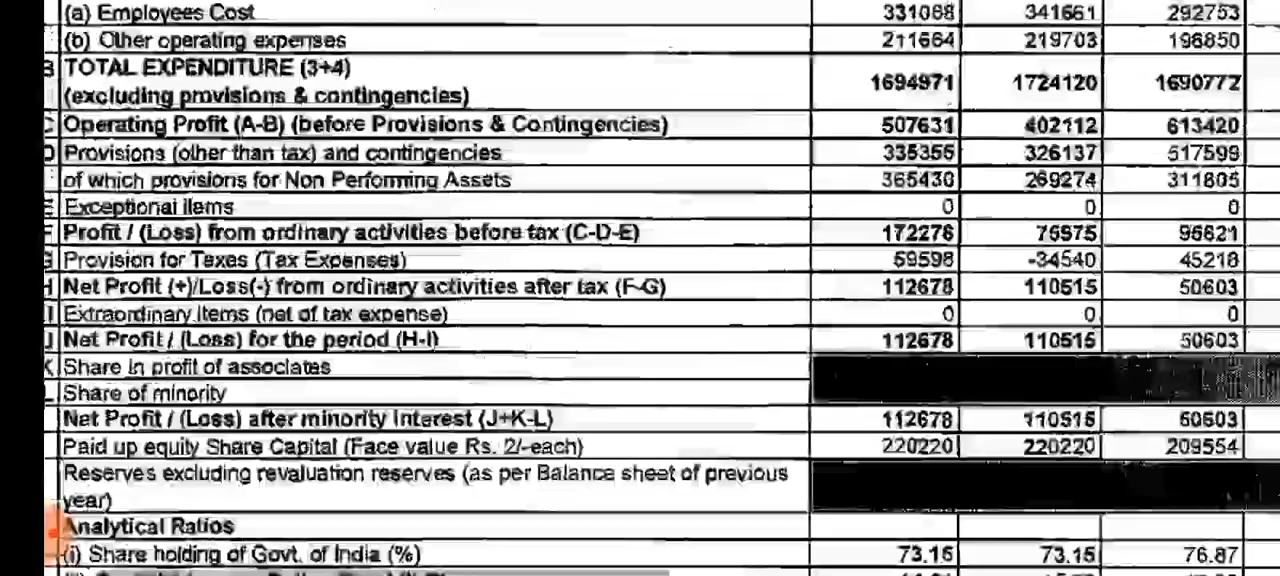 (a) Employees Cost 331088 341661 292753
(b) Other operating expenses 211664 219703 196850
B TOTAL EXPENDITURE (3+4)
(excluding provisions & contingencies) 1694971 1724120 1690772
C Operating Profit (A-B) (before Provisions & Contingencies) 507631 402112 613420
D Provisions (other than tax) and contingencies 335355 326137 517599
of which provisions for Non Performing Assets 365430 269274 311805
E Exceptional items 0 0 0
F Profit / (Loss) from ordinary activities before tax (C-D-E) 172276 75975 95821
G Provision for Taxes (Tax Expenses) 59598 -34540 45218
H Net Profit (+)/Loss(-) from ordinary activities after tax (F-G) 112678 110515 50603
I Extraordinary items (net of tax expense) 0 0 0
J Net Profit / (Loss) for the period (H-I) 112678 110515 50603
K Share in profit of associates
L Share of minority
Net Profit / (Loss) after minority Interest (J+K-L) 112678 110515 50603
Paid up equity Share Capital (Face value Rs. 2/-each) 220220 220220 209554
Reserves excluding revaluation reserves (as per Balance sheet of previous
year)
Analytical Ratios
(i) Share holding of Govt. of India (%) 73.15 73.15 76.87